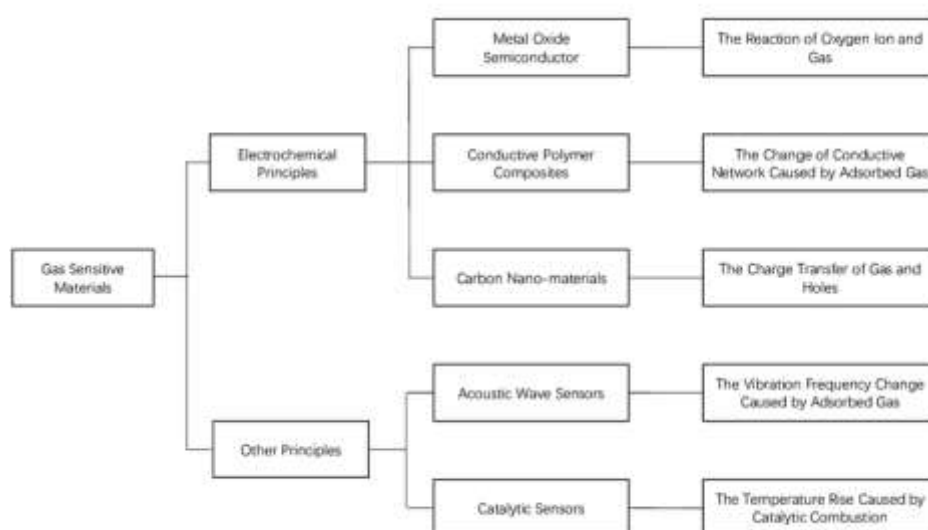 Metal Oxide
Semiconductor
The Reaction of Oxygen Ion and
Gas
Electrochemical
Principles
Conductive Polymer
Composites
The Change of Conductive
Network Caused by Adsorbed Gas
Gas Sensitive
Materials
Carbon Nano-materials
The Charge Transfer of Gas and
Holes
Acoustic Wave Sensors
The Vibration Frequency Change
Caused by Adsorbed Gas
Other Principles
Catalytic Sensors
The Temperature Rise Caused by
Catalytic Combustion